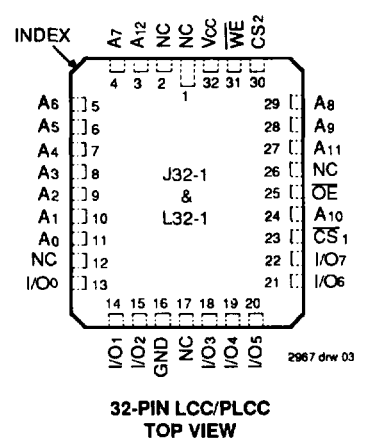 INDEX
A7 A12 NC NC VCC W̅E̅ CS2
4 3 2 1 32 31 30
A6 5
A5 6
A4 7
A3 8
A2 9
A1 10
A0 11
NC 12
I/O0 13
J32-1
&
L32-1
29 A8
28 A9
27 A11
26 NC
25 O̅E̅
24 A10
23 C̅S̅1
22 I/O7
21 I/O6
14 15 16 17 18 19 20
I/O1 I/O2 GND NC I/O3 I/O4 I/O5
2967 drw 03
32-PIN LCC/PLCC
TOP VIEW